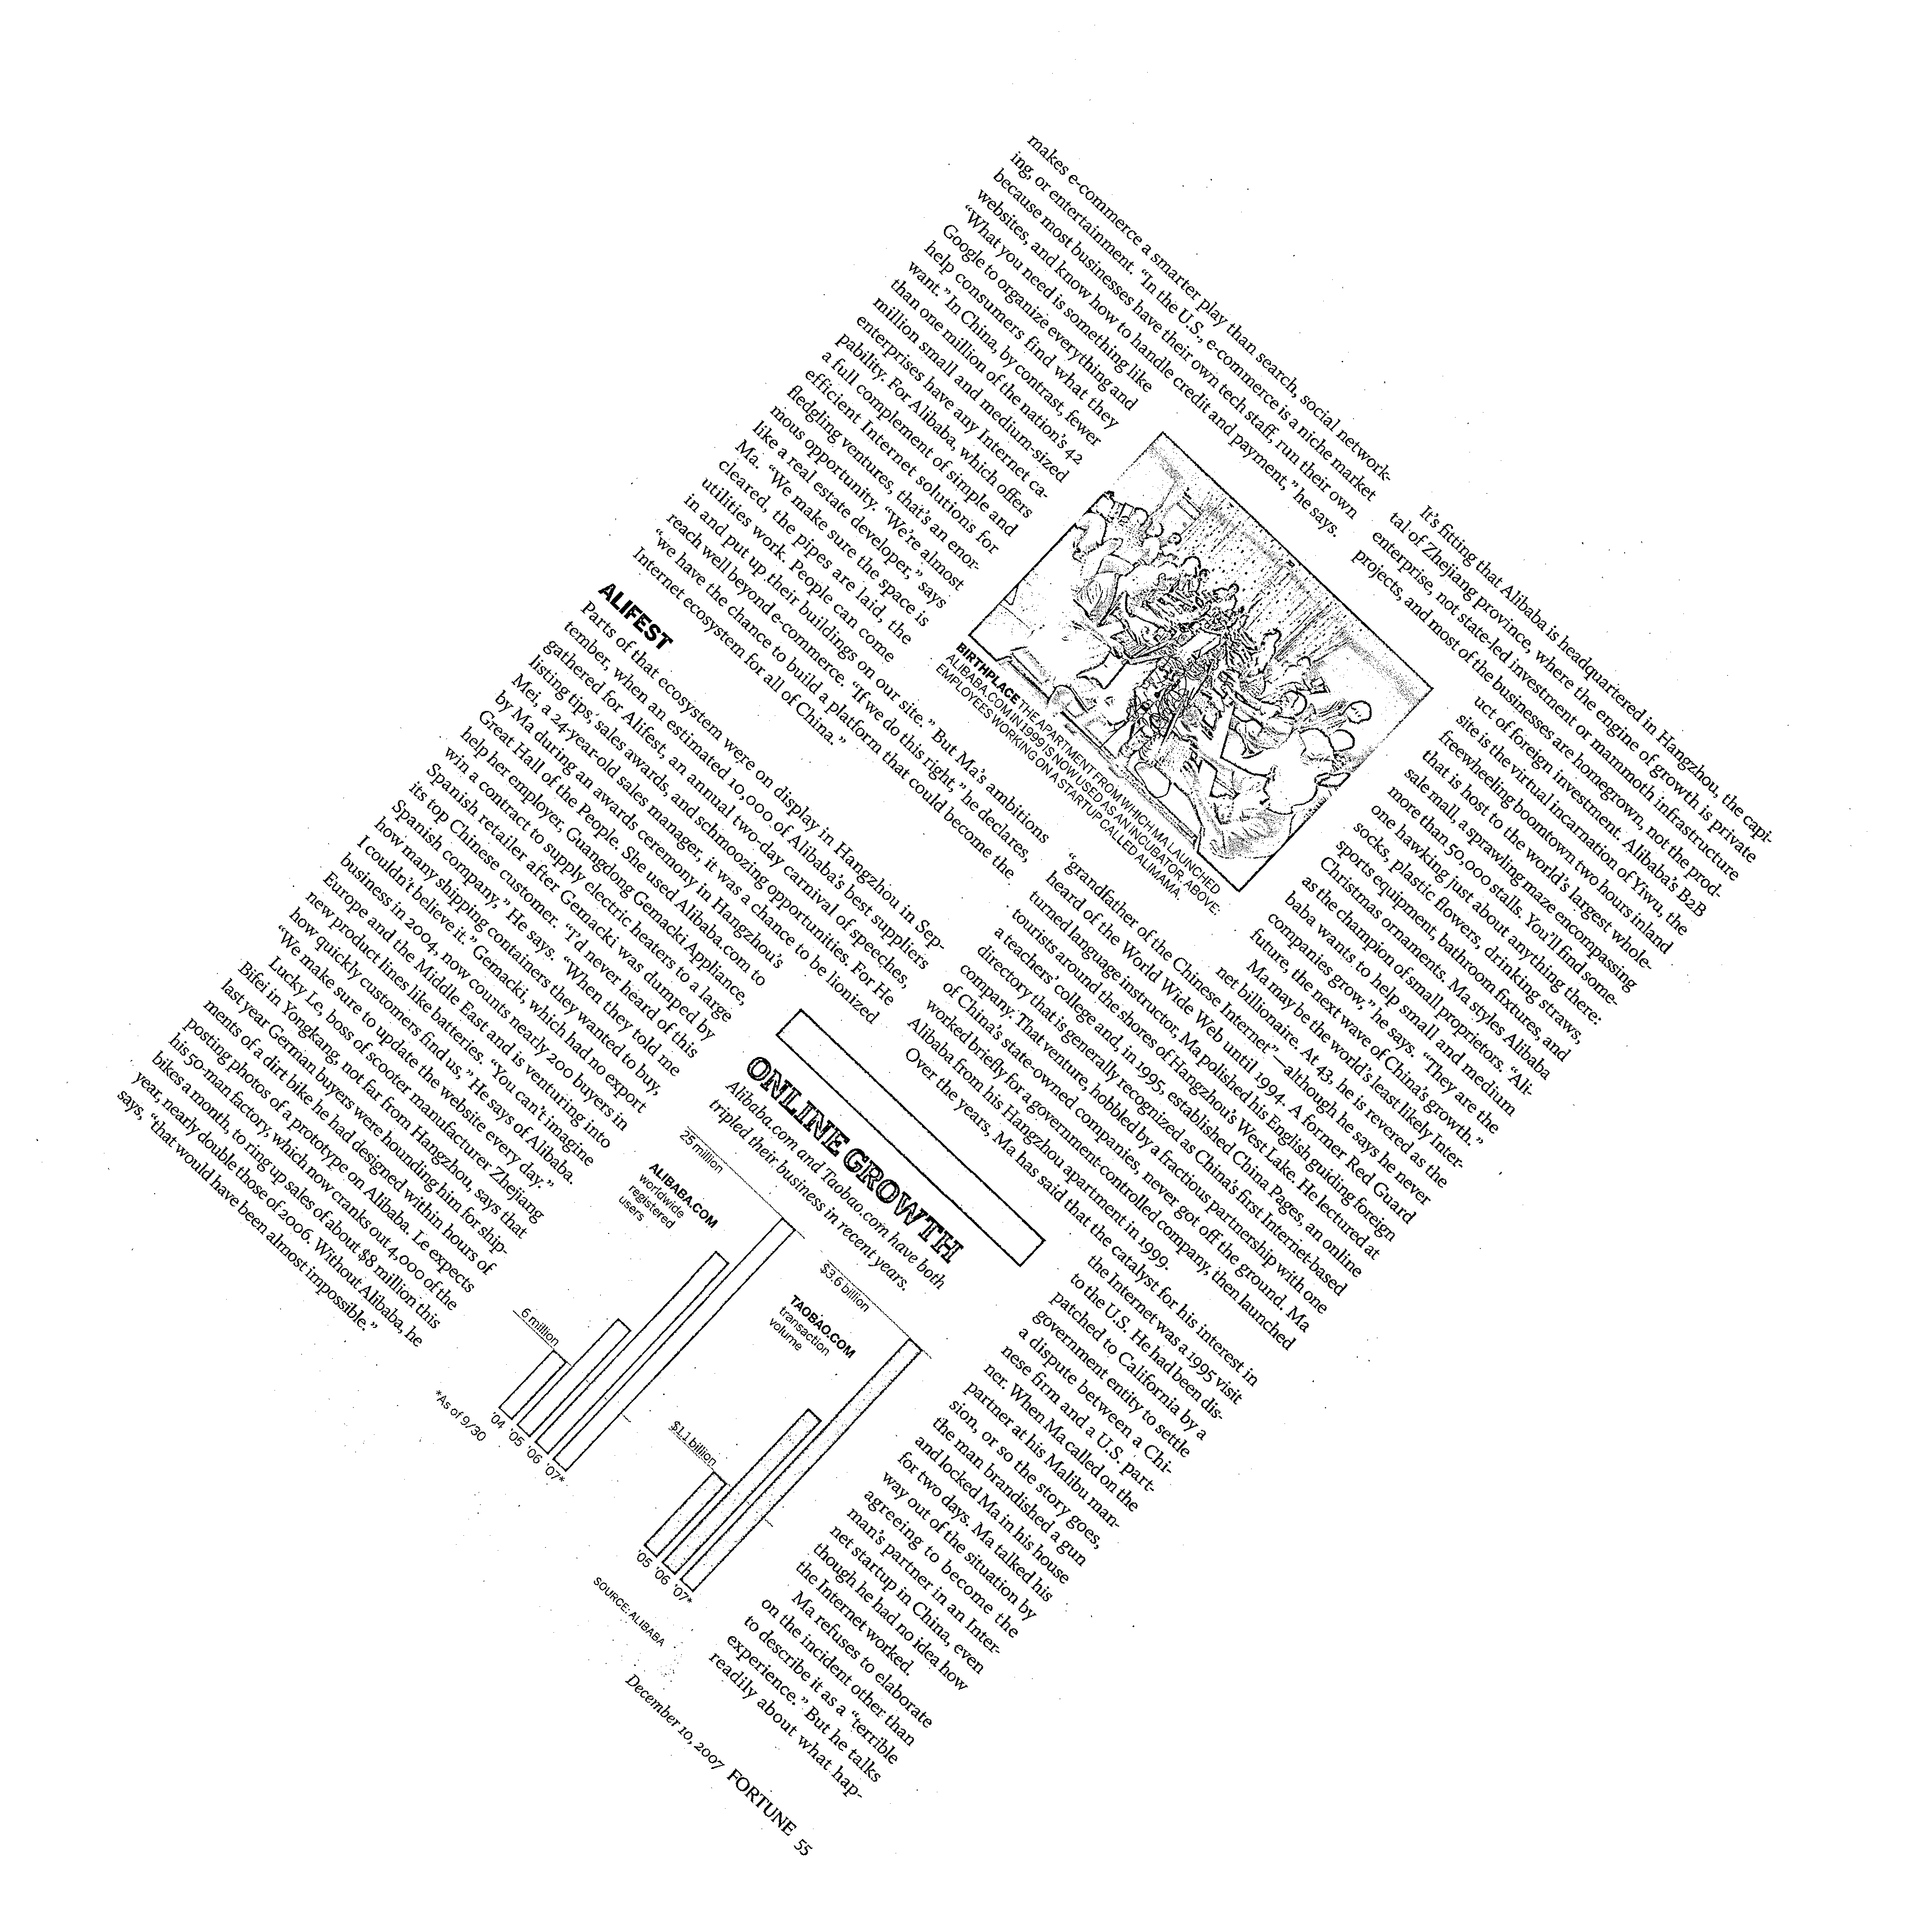 makes e-commerce a smarter play than search, social network-
ing, or entertainment. “In the U.S., e-commerce is a niche market
because most businesses have their own tech staff, run their own
websites, and know how to handle credit and payment,” he says.
“What you need is something like
Google to organize everything and
help consumers find what they
want.” In China, by contrast, fewer
than one million of the nation’s 42
million small and medium-sized
enterprises have any Internet ca-
pability. For Alibaba, which offers
a full complement of simple and
efficient Internet solutions for
fledgling ventures, that’s an enor-
mous opportunity. “We’re almost
like a real estate developer,” says
Ma. “We make sure the space is
cleared, the pipes are laid, the
utilities work. People can come
in and put up their buildings on our site.” But Ma’s ambitions
reach well beyond e-commerce. “If we do this right,” he declares,
“we have the chance to build a platform that could become the
Internet ecosystem for all of China.”
ALIFEST
Parts of that ecosystem were on display in Hangzhou in Sep-
tember, when an estimated 10,000 of Alibaba’s best suppliers
gathered for Alifest, an annual two-day carnival of speeches,
listing tips, sales awards, and schmoozing opportunities. For He
Mei, a 24-year-old sales manager, it was a chance to be lionized
by Ma during an awards ceremony in Hangzhou’s
Great Hall of the People. She used Alibaba.com to
help her employer, Guangdong Gemacki Appliance,
win a contract to supply electric heaters to a large
Spanish retailer after Gemacki was dumped by
its top Chinese customer. “I’d never heard of this
Spanish company,” He says. “When they told me
how many shipping containers they wanted to buy,
I couldn’t believe it.” Gemacki, which had no export
business in 2004, now counts nearly 200 buyers in
Europe and the Middle East and is venturing into
new product lines like batteries. “You can’t imagine
how quickly customers find us,” He says of Alibaba.
“We make sure to update the website every day.”
Lucky Le, boss of scooter manufacturer Zhejiang
Bifei in Yongkang, not far from Hangzhou, says that
last year German buyers were hounding him for ship-
ments of a dirt bike he had designed within hours of
posting photos of a prototype on Alibaba. Le expects
his 50-man factory, which now cranks out 4,000 of the
bikes a month, to ring up sales of about $8 million this
year, nearly double those of 2006. Without Alibaba, he
says, “that would have been almost impossible.”
BIRTHPLACE THE APARTMENT FROM WHICH MA LAUNCHED
ALIBABA.COM IN 1999 IS NOW USED AS AN INCUBATOR. ABOVE:
EMPLOYEES WORKING ON A STARTUP CALLED ALIMAMA.
ONLINE GROWTH
Alibaba.com and Taobao.com have both
tripled their business in recent years.
25 million
ALIBABA.COM
worldwide
registered
users
6 million
’04 ’05 ’06 ’07*
*As of 9/30
$3.6 billion
TAOBAO.COM
transaction
volume
$1.1 billion
’05 ’06 ’07*
SOURCE: ALIBABA
It’s fitting that Alibaba is headquartered in Hangzhou, the capi-
tal of Zhejiang province, where the engine of growth is private
enterprise, not state-led investment or mammoth infrastructure
projects, and most of the businesses are homegrown, not the prod-
uct of foreign investment. Alibaba’s B2B
site is the virtual incarnation of Yiwu, the
freewheeling boomtown two hours inland
that is host to the world’s largest whole-
sale mall, a sprawling maze encompassing
more than 50,000 stalls. You’ll find some-
one hawking just about anything there:
socks, plastic flowers, drinking straws,
sports equipment, bathroom fixtures, and
Christmas ornaments. Ma styles Alibaba
as the champion of small proprietors. “Ali-
baba wants to help small and medium
companies grow,” he says. “They are the
future, the next wave of China’s growth.”
Ma may be the world’s least likely Inter-
net billionaire. At 43, he is revered as the
“grandfather of the Chinese Internet”—although he says he never
heard of the World Wide Web until 1994. A former Red Guard
turned language instructor, Ma polished his English guiding foreign
tourists around the shores of Hangzhou’s West Lake. He lectured at
a teachers’ college and, in 1995, established China Pages, an online
directory that is generally recognized as China’s first Internet-based
company. That venture, hobbled by a fractious partnership with one
of China’s state-owned companies, never got off the ground. Ma
worked briefly for a government-controlled company, then launched
Alibaba from his Hangzhou apartment in 1999.
Over the years, Ma has said that the catalyst for his interest in
the Internet was a 1995 visit
to the U.S. He had been dis-
patched to California by a
government entity to settle
a dispute between a Chi-
nese firm and a U.S. part-
ner. When Ma called on the
partner at his Malibu man-
sion, or so the story goes,
the man brandished a gun
and locked Ma in his house
for two days. Ma talked his
way out of the situation by
agreeing to become the
man’s partner in an Inter-
net startup in China, even
though he had no idea how
the Internet worked.
Ma refuses to elaborate
on the incident other than
to describe it as a “terrible
experience.” But he talks
readily about what hap-
December 10, 2007 FORTUNE 55